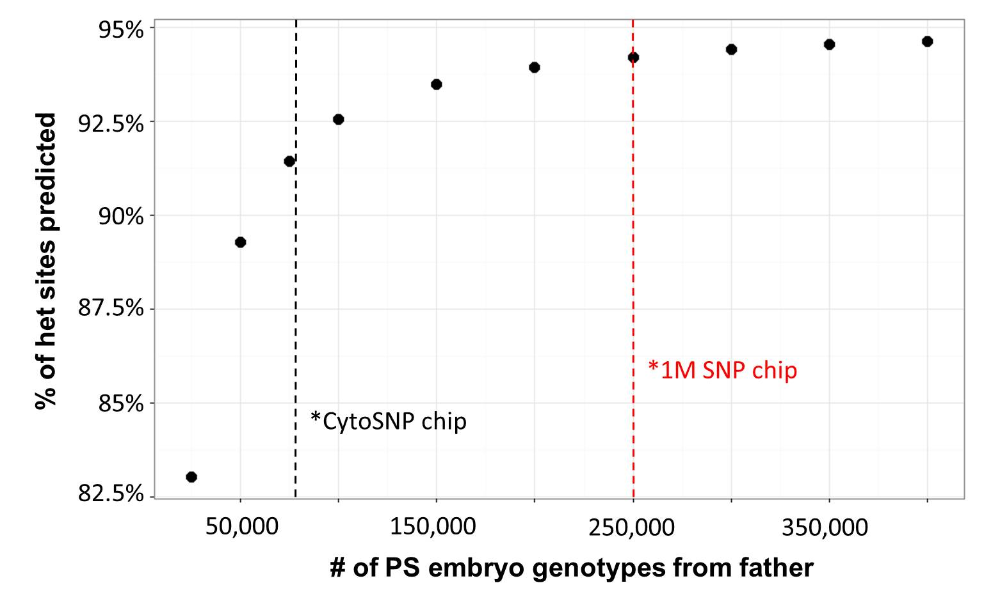 % of het sites predicted
95%
92.5%
90%
87.5%
85%
82.5%
*1M SNP chip
*CytoSNP chip
50,000
150,000
250,000
350,000
# of PS embryo genotypes from father